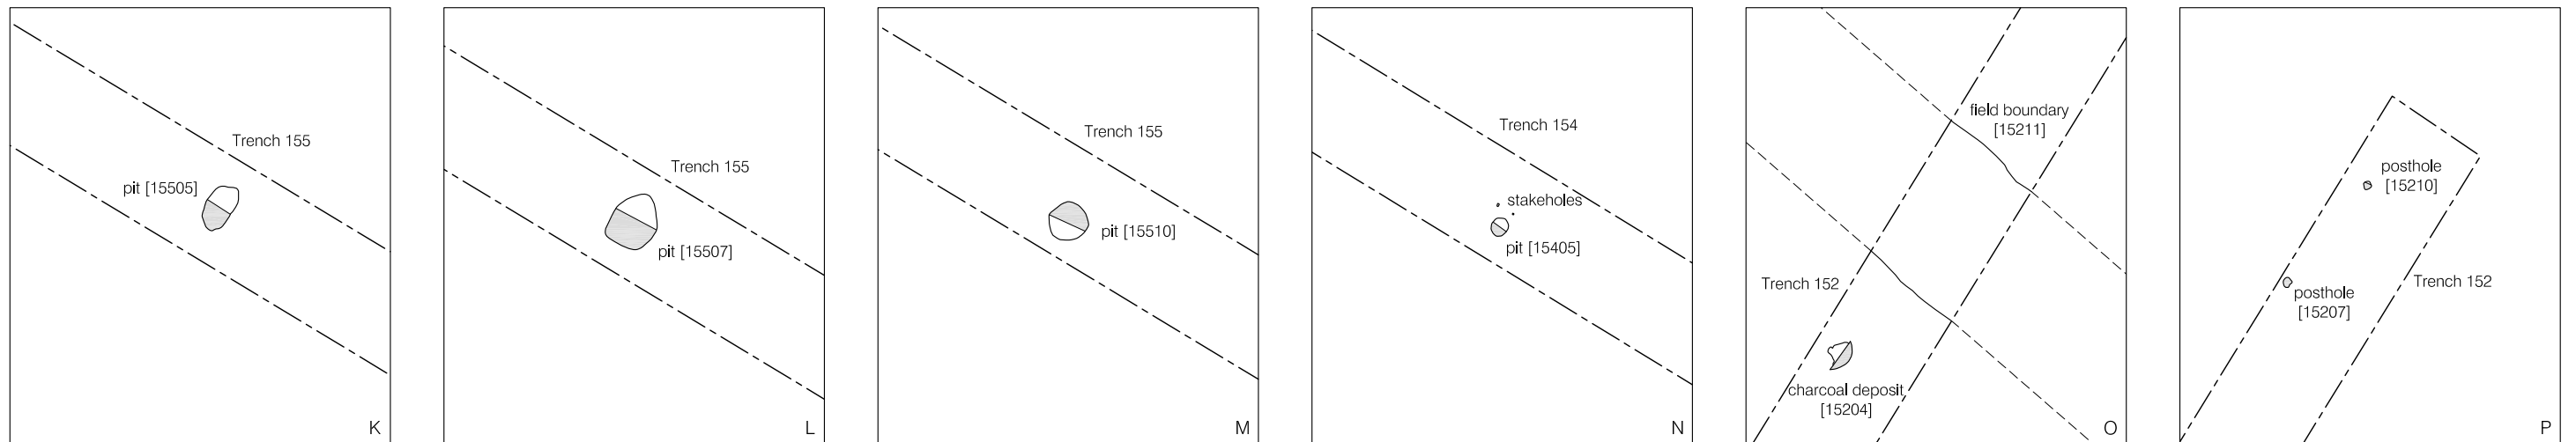 Trench 155
pit [15505]
K
Trench 155
pit [15507]
L
Trench 155
pit [15510]
M
Trench 154
stakeholes
pit [15405]
N
field boundary
[15211]
Trench 152
charcoal deposit
[15204]
O
posthole
[15210]
Trench 152
posthole
[15207]
P